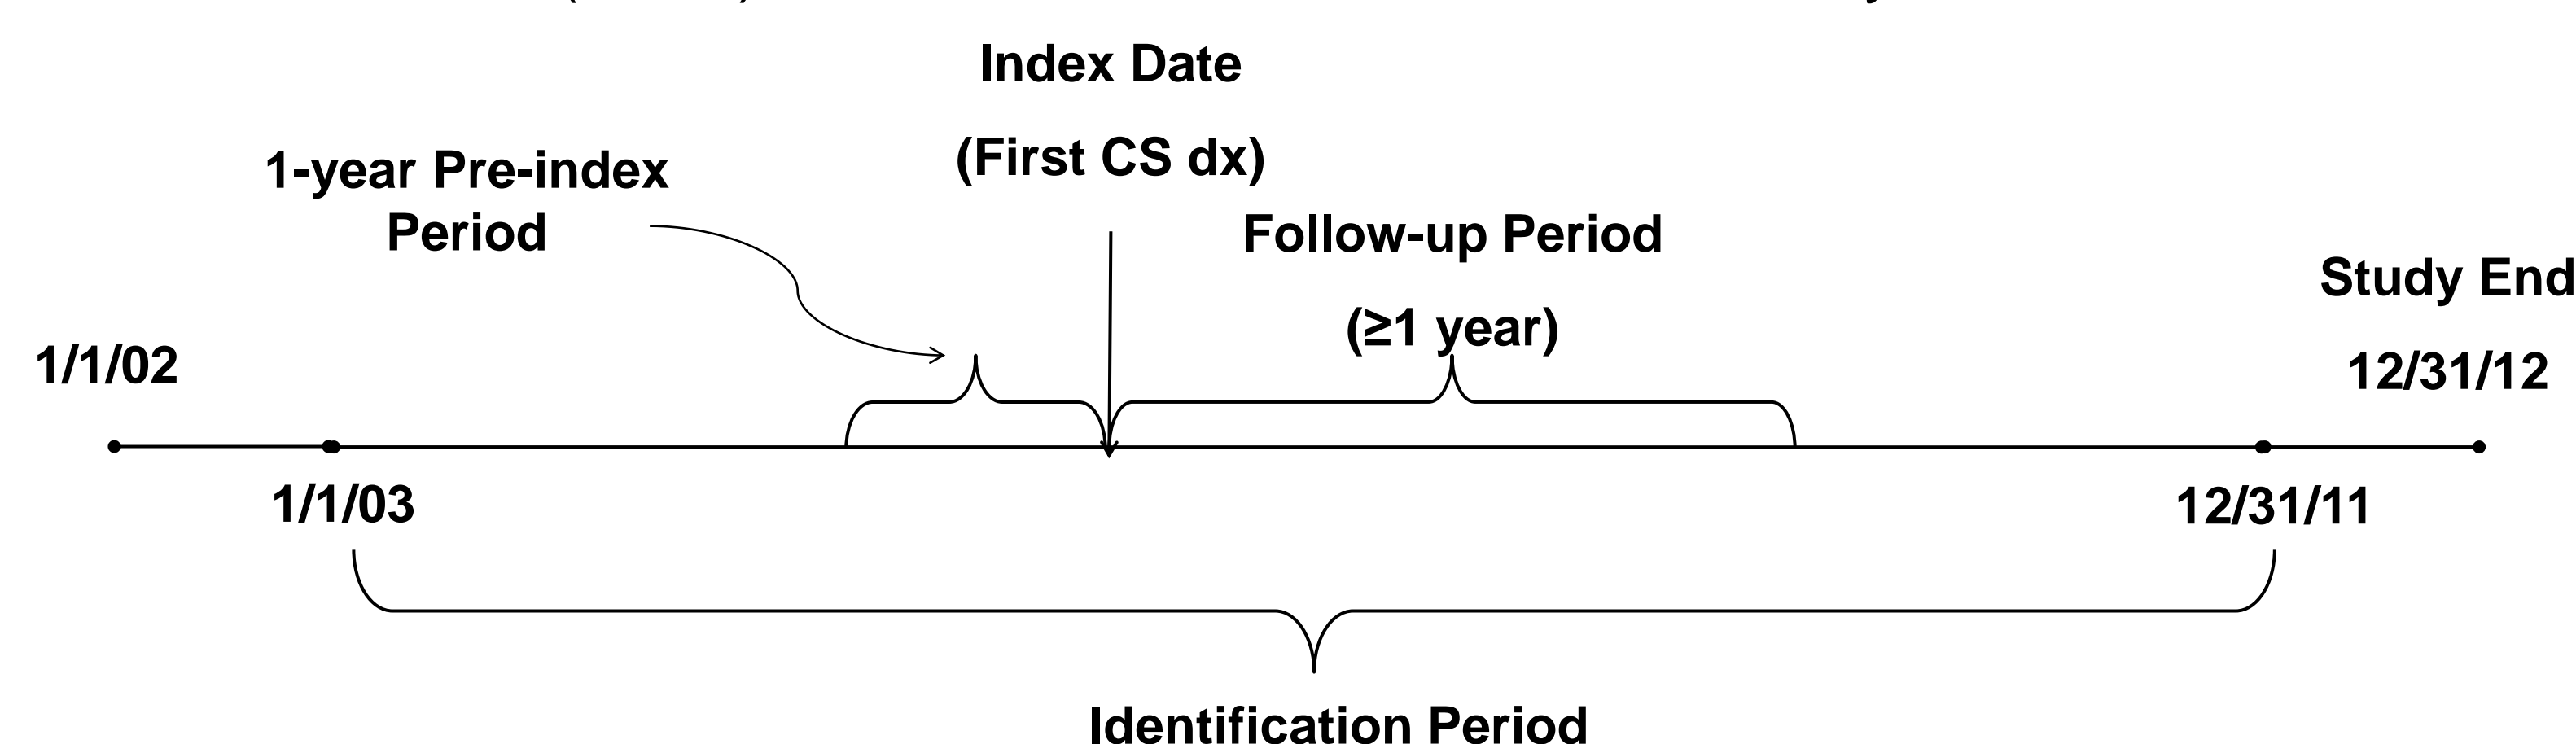 Index Date
(First CS dx)
1-year Pre-index
Period
Follow-up Period
(≥1 year)
Study End
12/31/12
1/1/02
1/1/03
12/31/11
Identification Period